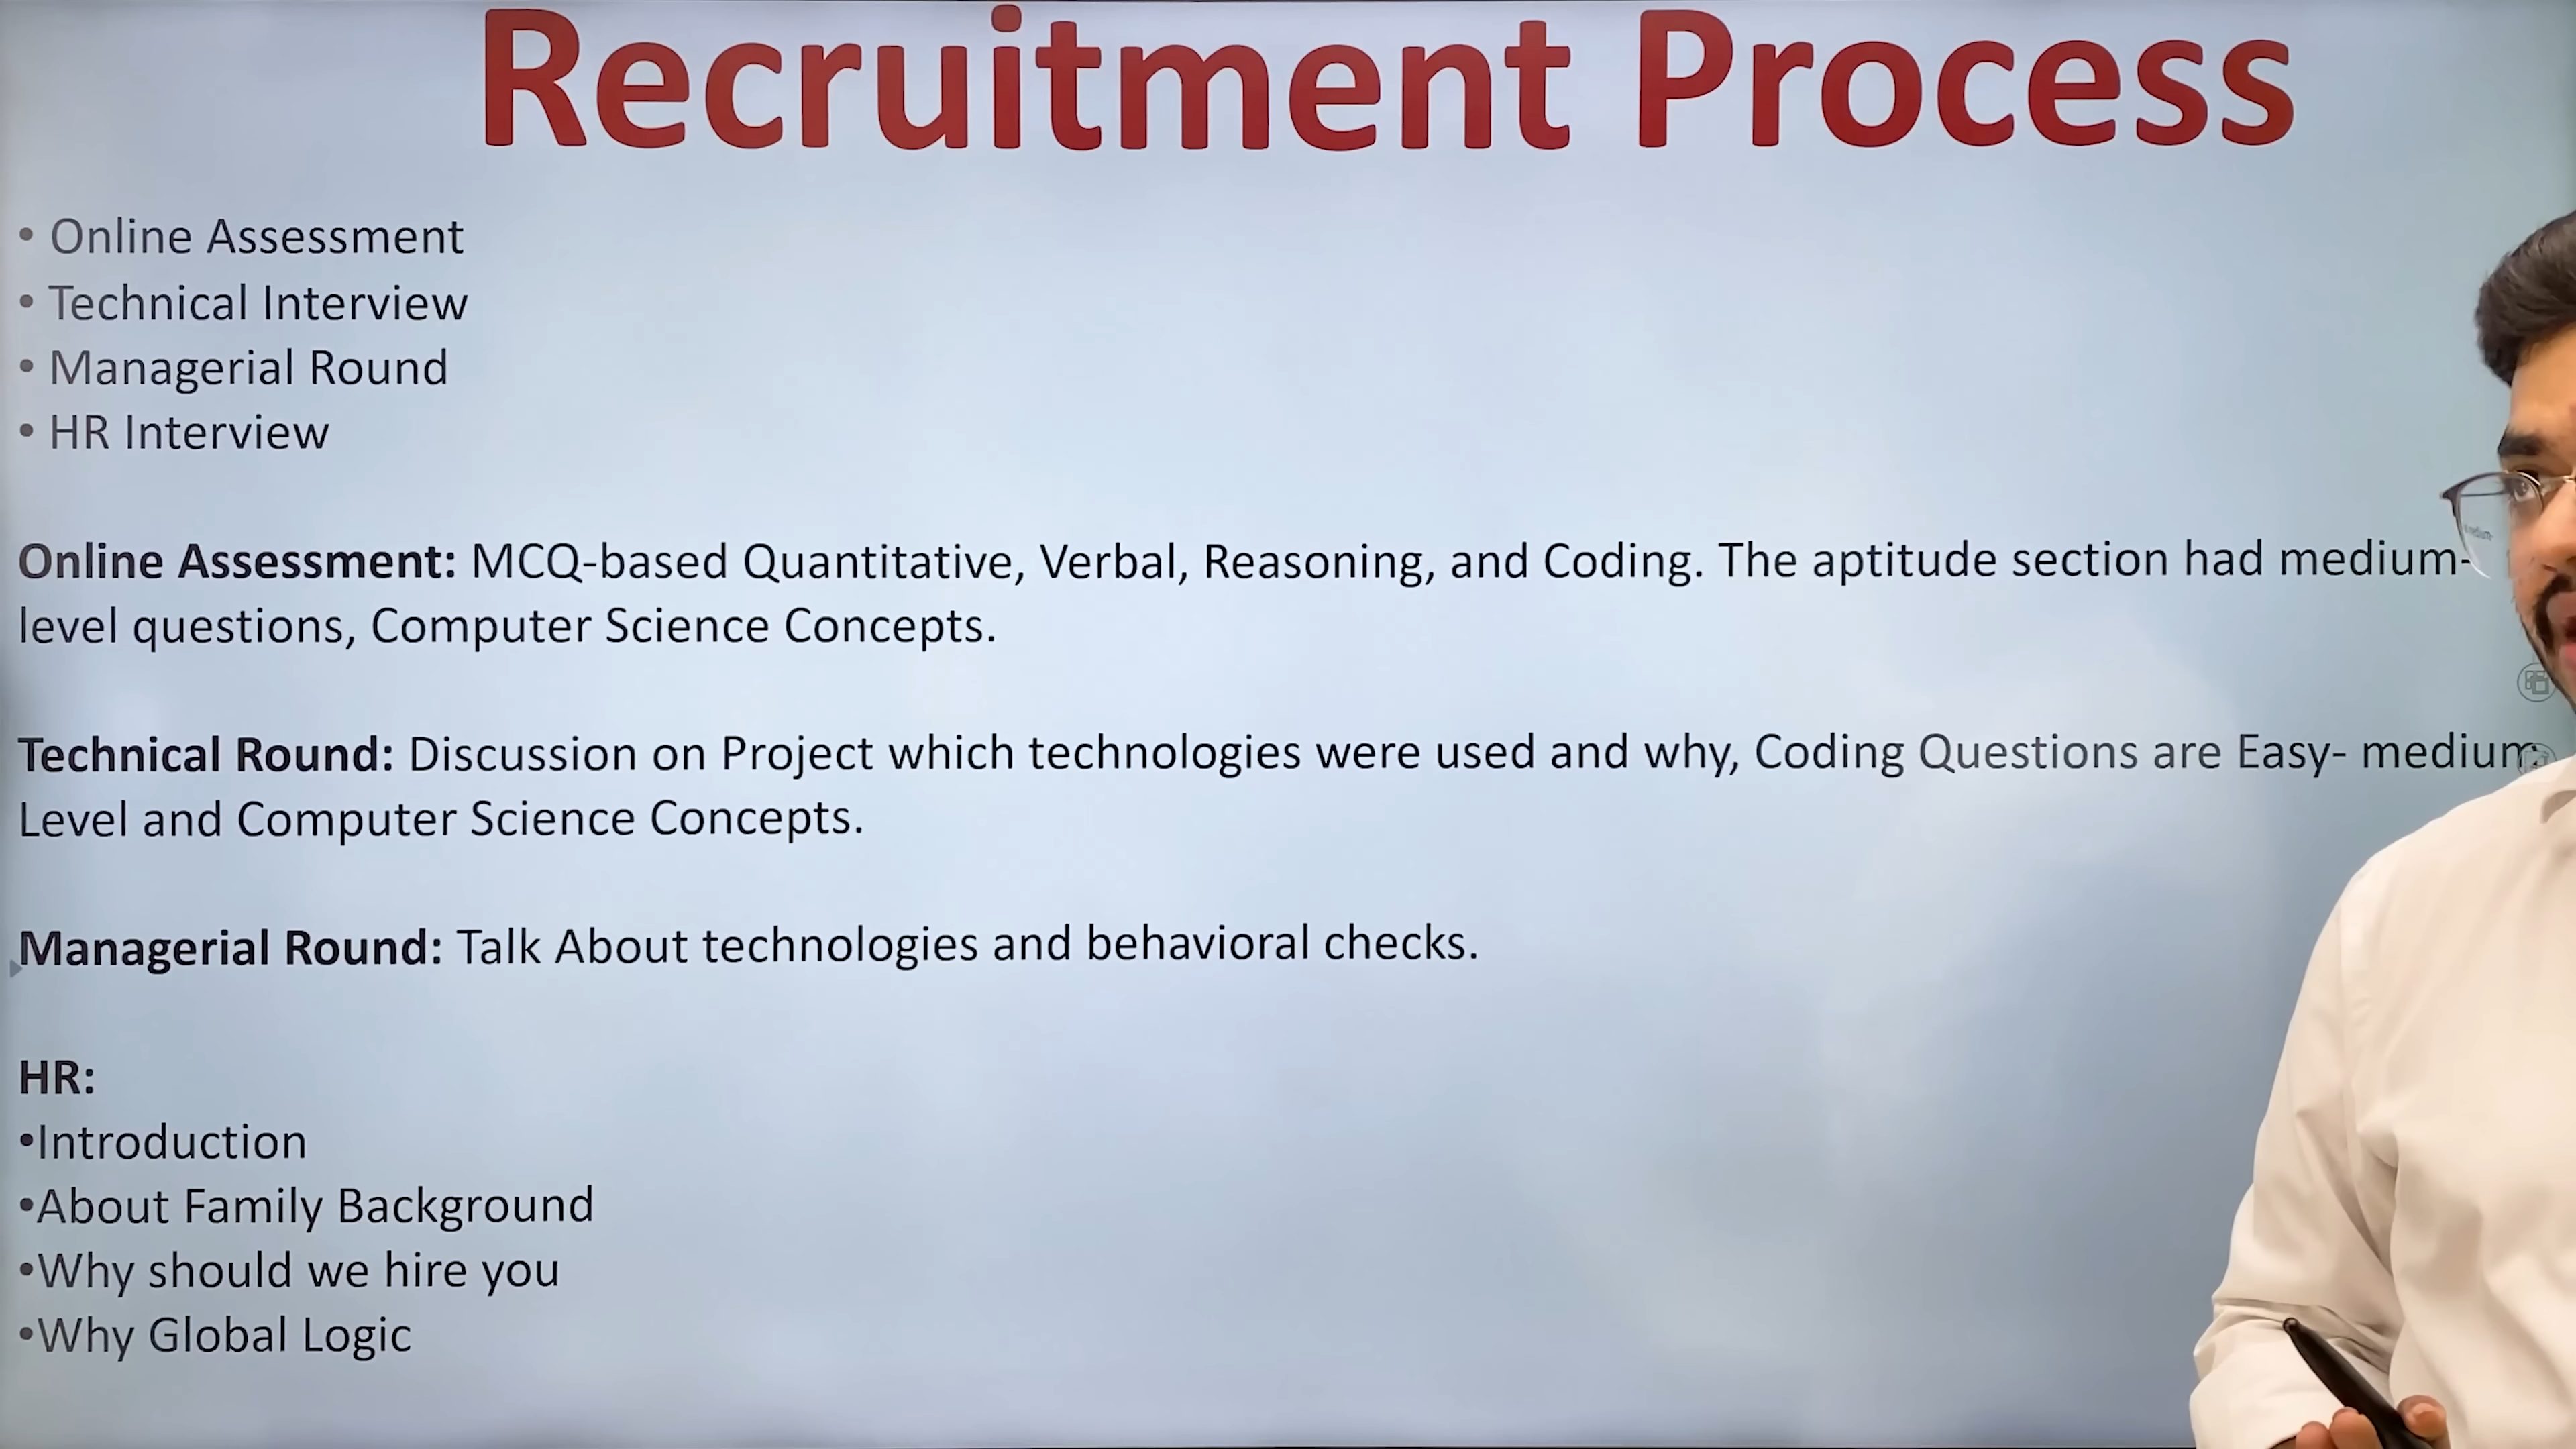 Recruitment Process
• Online Assessment
• Technical Interview
• Managerial Round
• HR Interview
Online Assessment: MCQ-based Quantitative, Verbal, Reasoning, and Coding. The aptitude section had medium-
level questions, Computer Science Concepts.
Technical Round: Discussion on Project which technologies were used and why, Coding Questions are Easy- medium
Level and Computer Science Concepts.
Managerial Round: Talk About technologies and behavioral checks.
HR:
•Introduction
•About Family Background
•Why should we hire you
•Why Global Logic